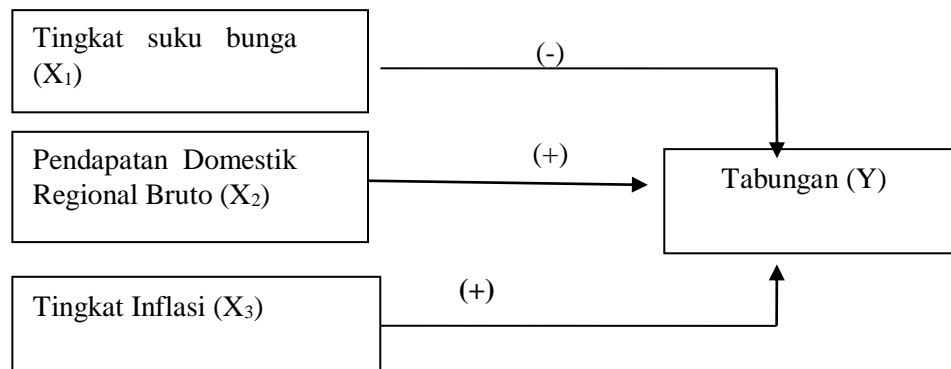 Tingkat suku bunga
(X₁)
(-)
Pendapatan Domestik
Regional Bruto (X₂)
(+)
Tabungan (Y)
Tingkat Inflasi (X₃)
(+)